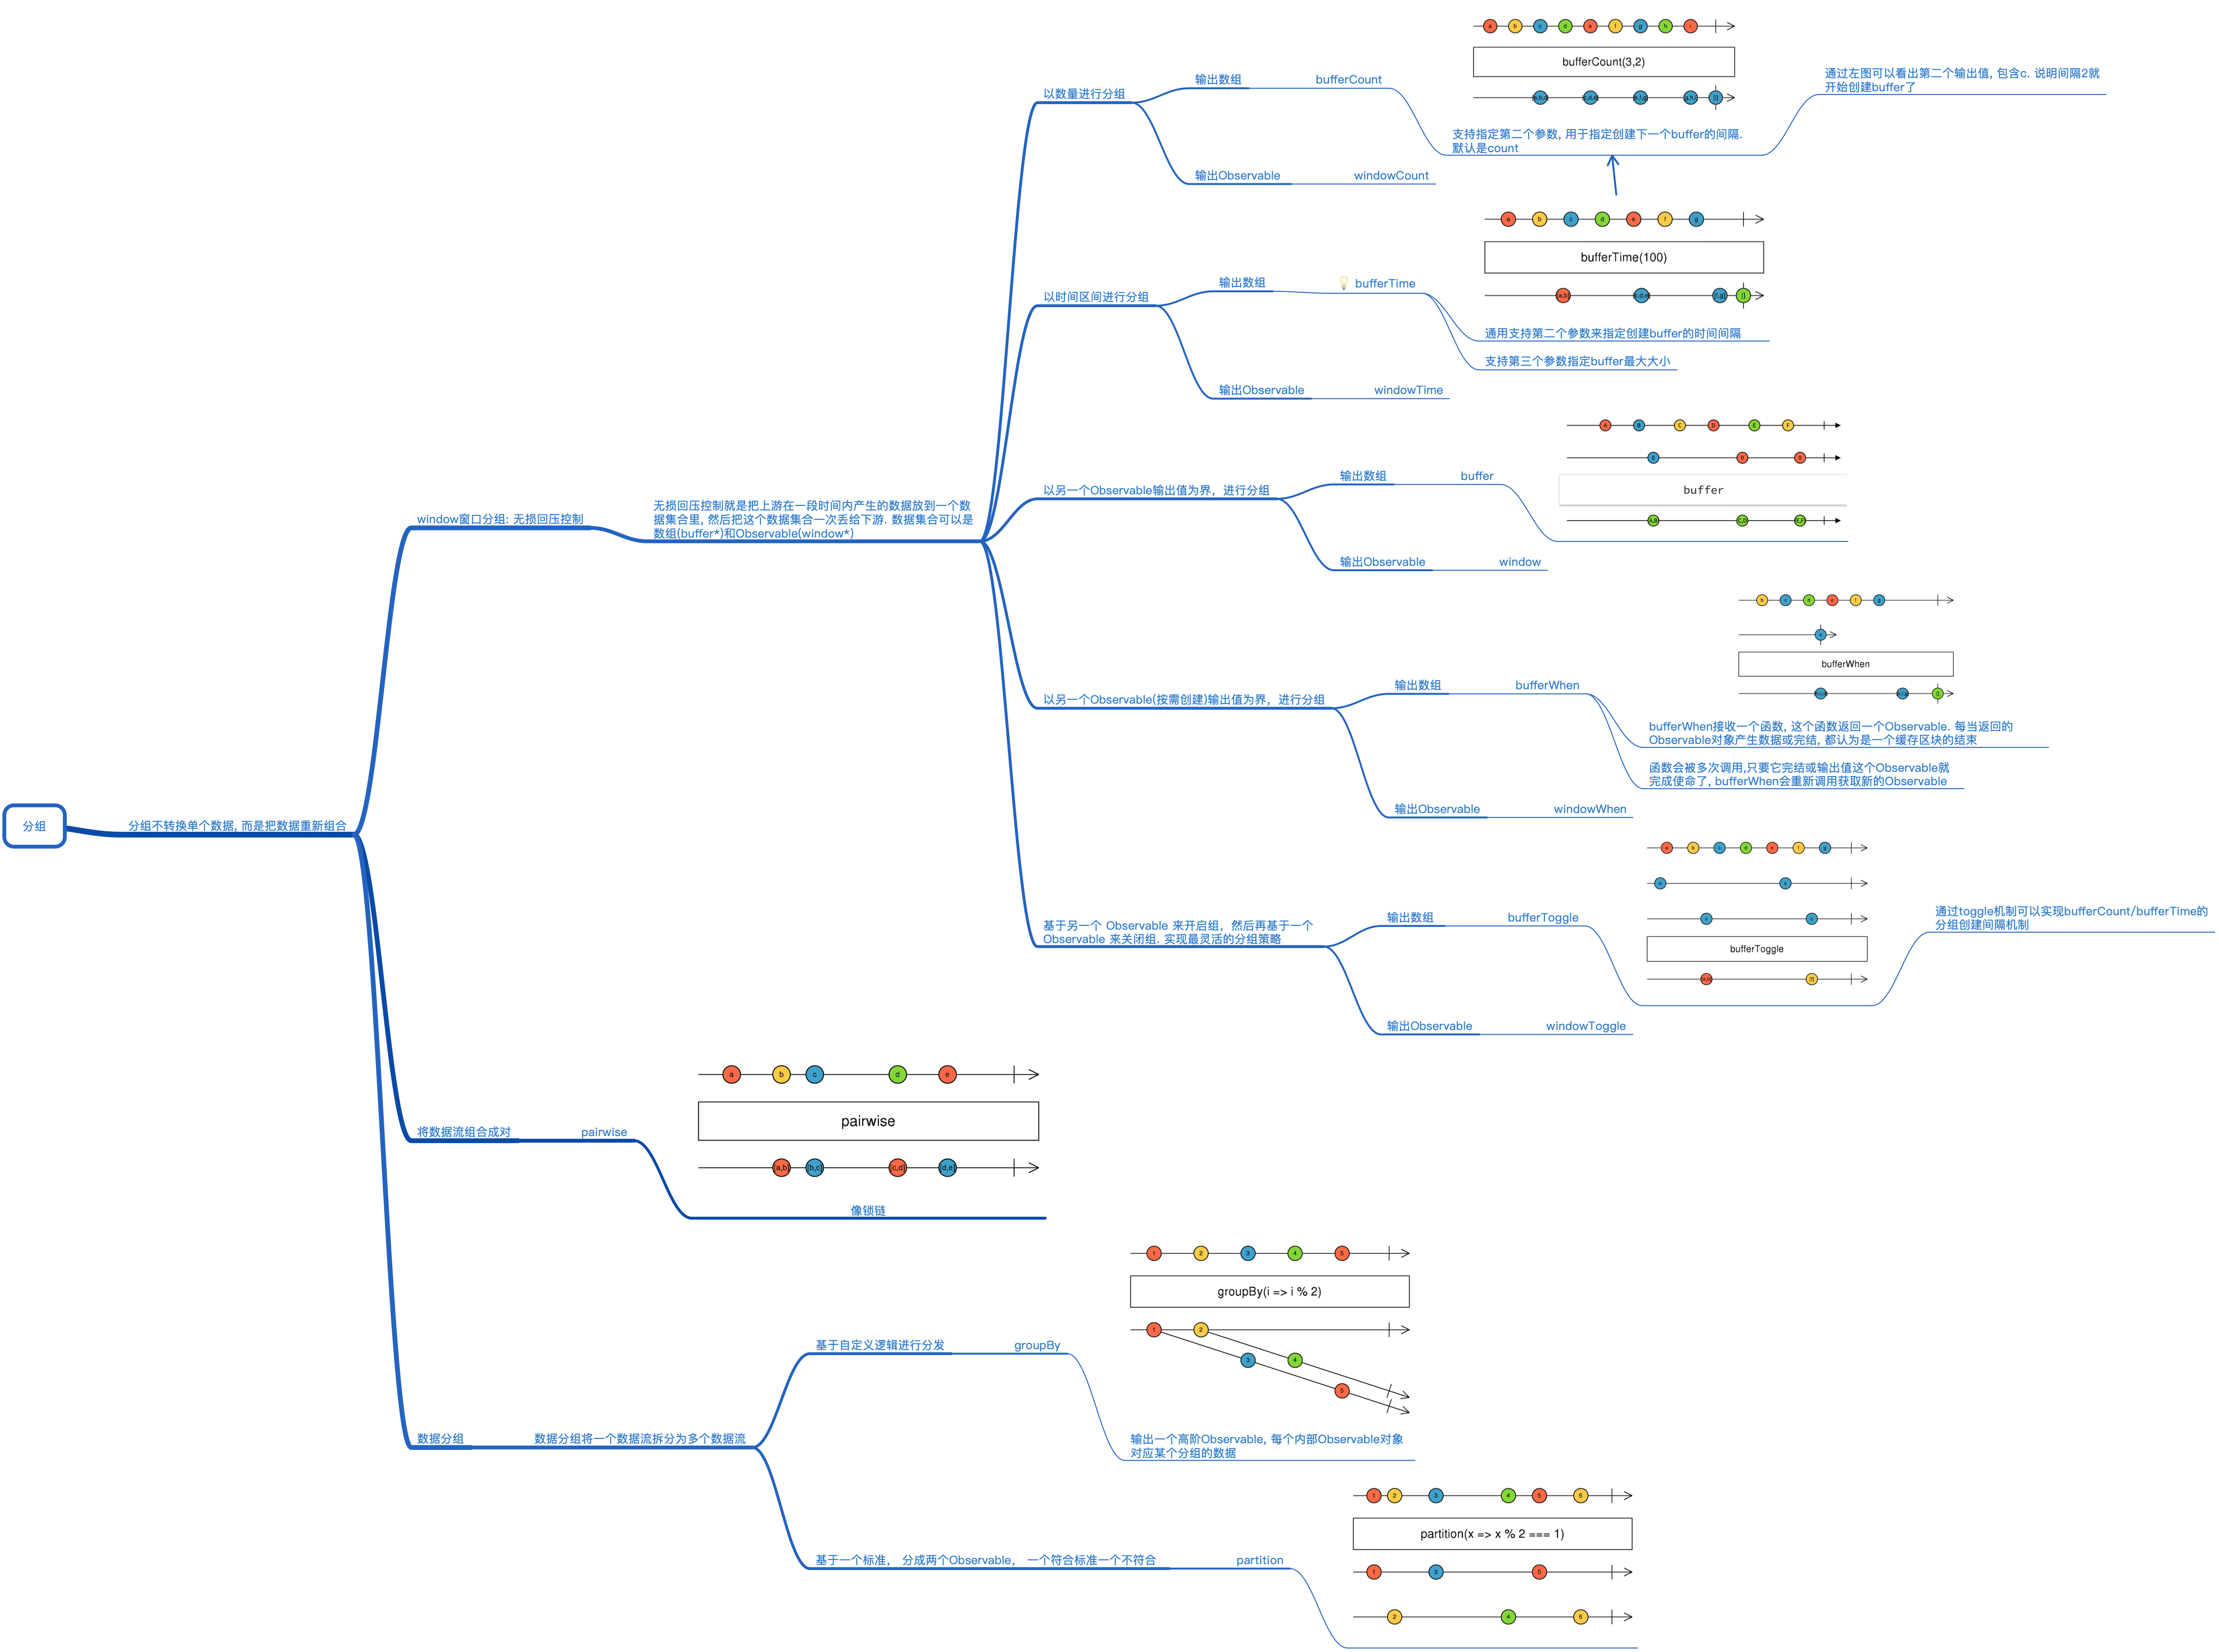 分组
分组不转换单个数据, 而是把数据重新组合
window窗口分组: 无损回压控制
无损回压控制就是把上游在一段时间内产生的数据放到一个数
据集合里, 然后把这个数据集合一次丢给下游. 数据集合可以是
数组(buffer*)和Observable(window*)
以数量进行分组
输出数组
bufferCount
a b c d e f g h i
bufferCount(3,2)
支持指定第二个参数, 用于指定创建下一个buffer的间隔.
默认是count
通过左图可以看出第二个输出值, 包含c. 说明间隔2就
开始创建buffer了
输出Observable
windowCount
以时间区间进行分组
输出数组
💡 bufferTime
a b c d e f g
bufferTime(100)
通用支持第二个参数来指定创建buffer的时间间隔
支持第三个参数指定buffer最大大小
输出Observable
windowTime
以另一个Observable输出值为界，进行分组
输出数组
buffer
A B C D E F
buffer
A,B C,D E,F
输出Observable
window
以另一个Observable(按需创建)输出值为界，进行分组
输出数组
bufferWhen
b c d e f g
bufferWhen
bufferWhen接收一个函数, 这个函数返回一个Observable. 每当返回的
Observable对象产生数据或完结, 都认为是一个缓存区块的结束
函数会被多次调用,只要它完结或输出值这个Observable就
完成使命了, bufferWhen会重新调用获取新的Observable
输出Observable
windowWhen
基于另一个 Observable 来开启组，然后再基于一个
Observable 来关闭组. 实现最灵活的分组策略
输出数组
bufferToggle
a b c d e f g
bufferToggle
通过toggle机制可以实现bufferCount/bufferTime的
分组创建间隔机制
输出Observable
windowToggle
将数据流组合成对
pairwise
a b c d e
pairwise
[a,b] [b,c] [c,d] [d,e]
像锁链
数据分组
数据分组将一个数据流拆分为多个数据流
基于自定义逻辑进行分发
groupBy
1 2 3 4 5
groupBy(i => i % 2)
1 2
3 4
5
输出一个高阶Observable, 每个内部Observable对象
对应某个分组的数据
基于一个标准， 分成两个Observable， 一个符合标准一个不符合
partition
1 2 3 4 5 6
partition(x => x % 2 === 1)
1 3 5
2 4 6